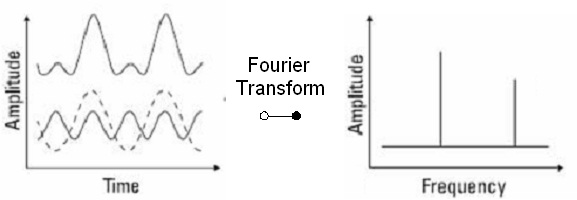 Amplitude
Time
Fourier
Transform
Amplitude
Frequency